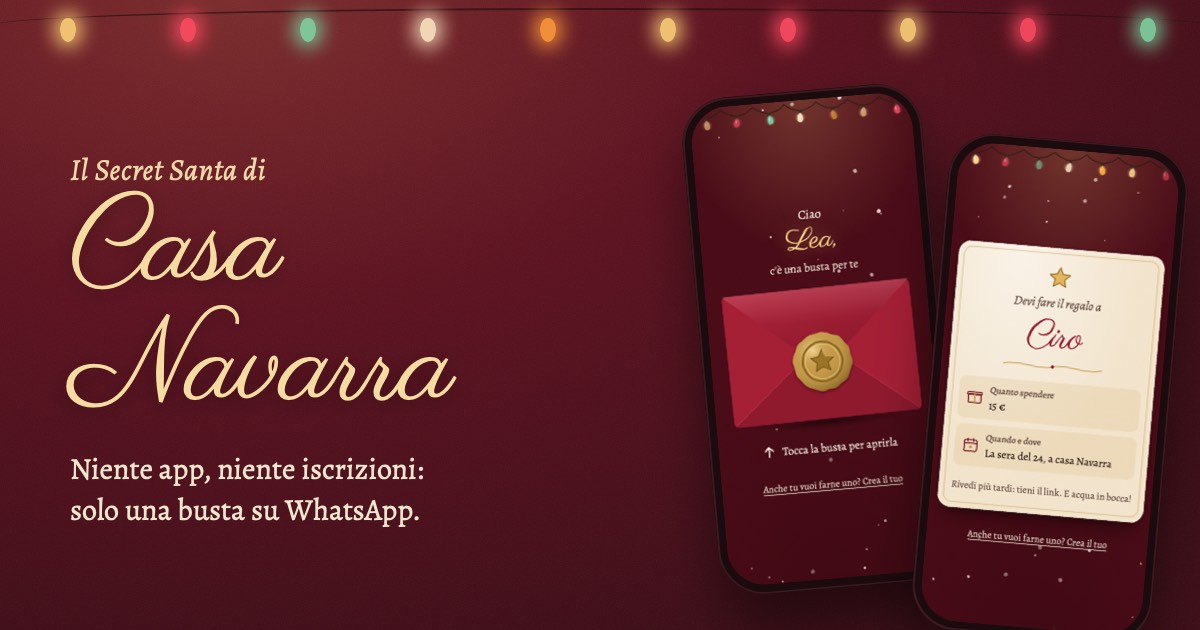 Il Secret Santa di
Casa
Navarra
Niente app, niente iscrizioni:
solo una busta su WhatsApp.
Ciao
Lea,
c'è una busta per te
↑ Tocca la busta per aprirla
Anche tu vuoi farne uno? Crea il tuo
Devi fare il regalo a
Ciro
Quanto spendere
15 €
Quando e dove
La sera del 24, a casa Navarra
Rivedi più tardi: tieni il link. E acqua in bocca!
Anche tu vuoi farne uno? Crea il tuo